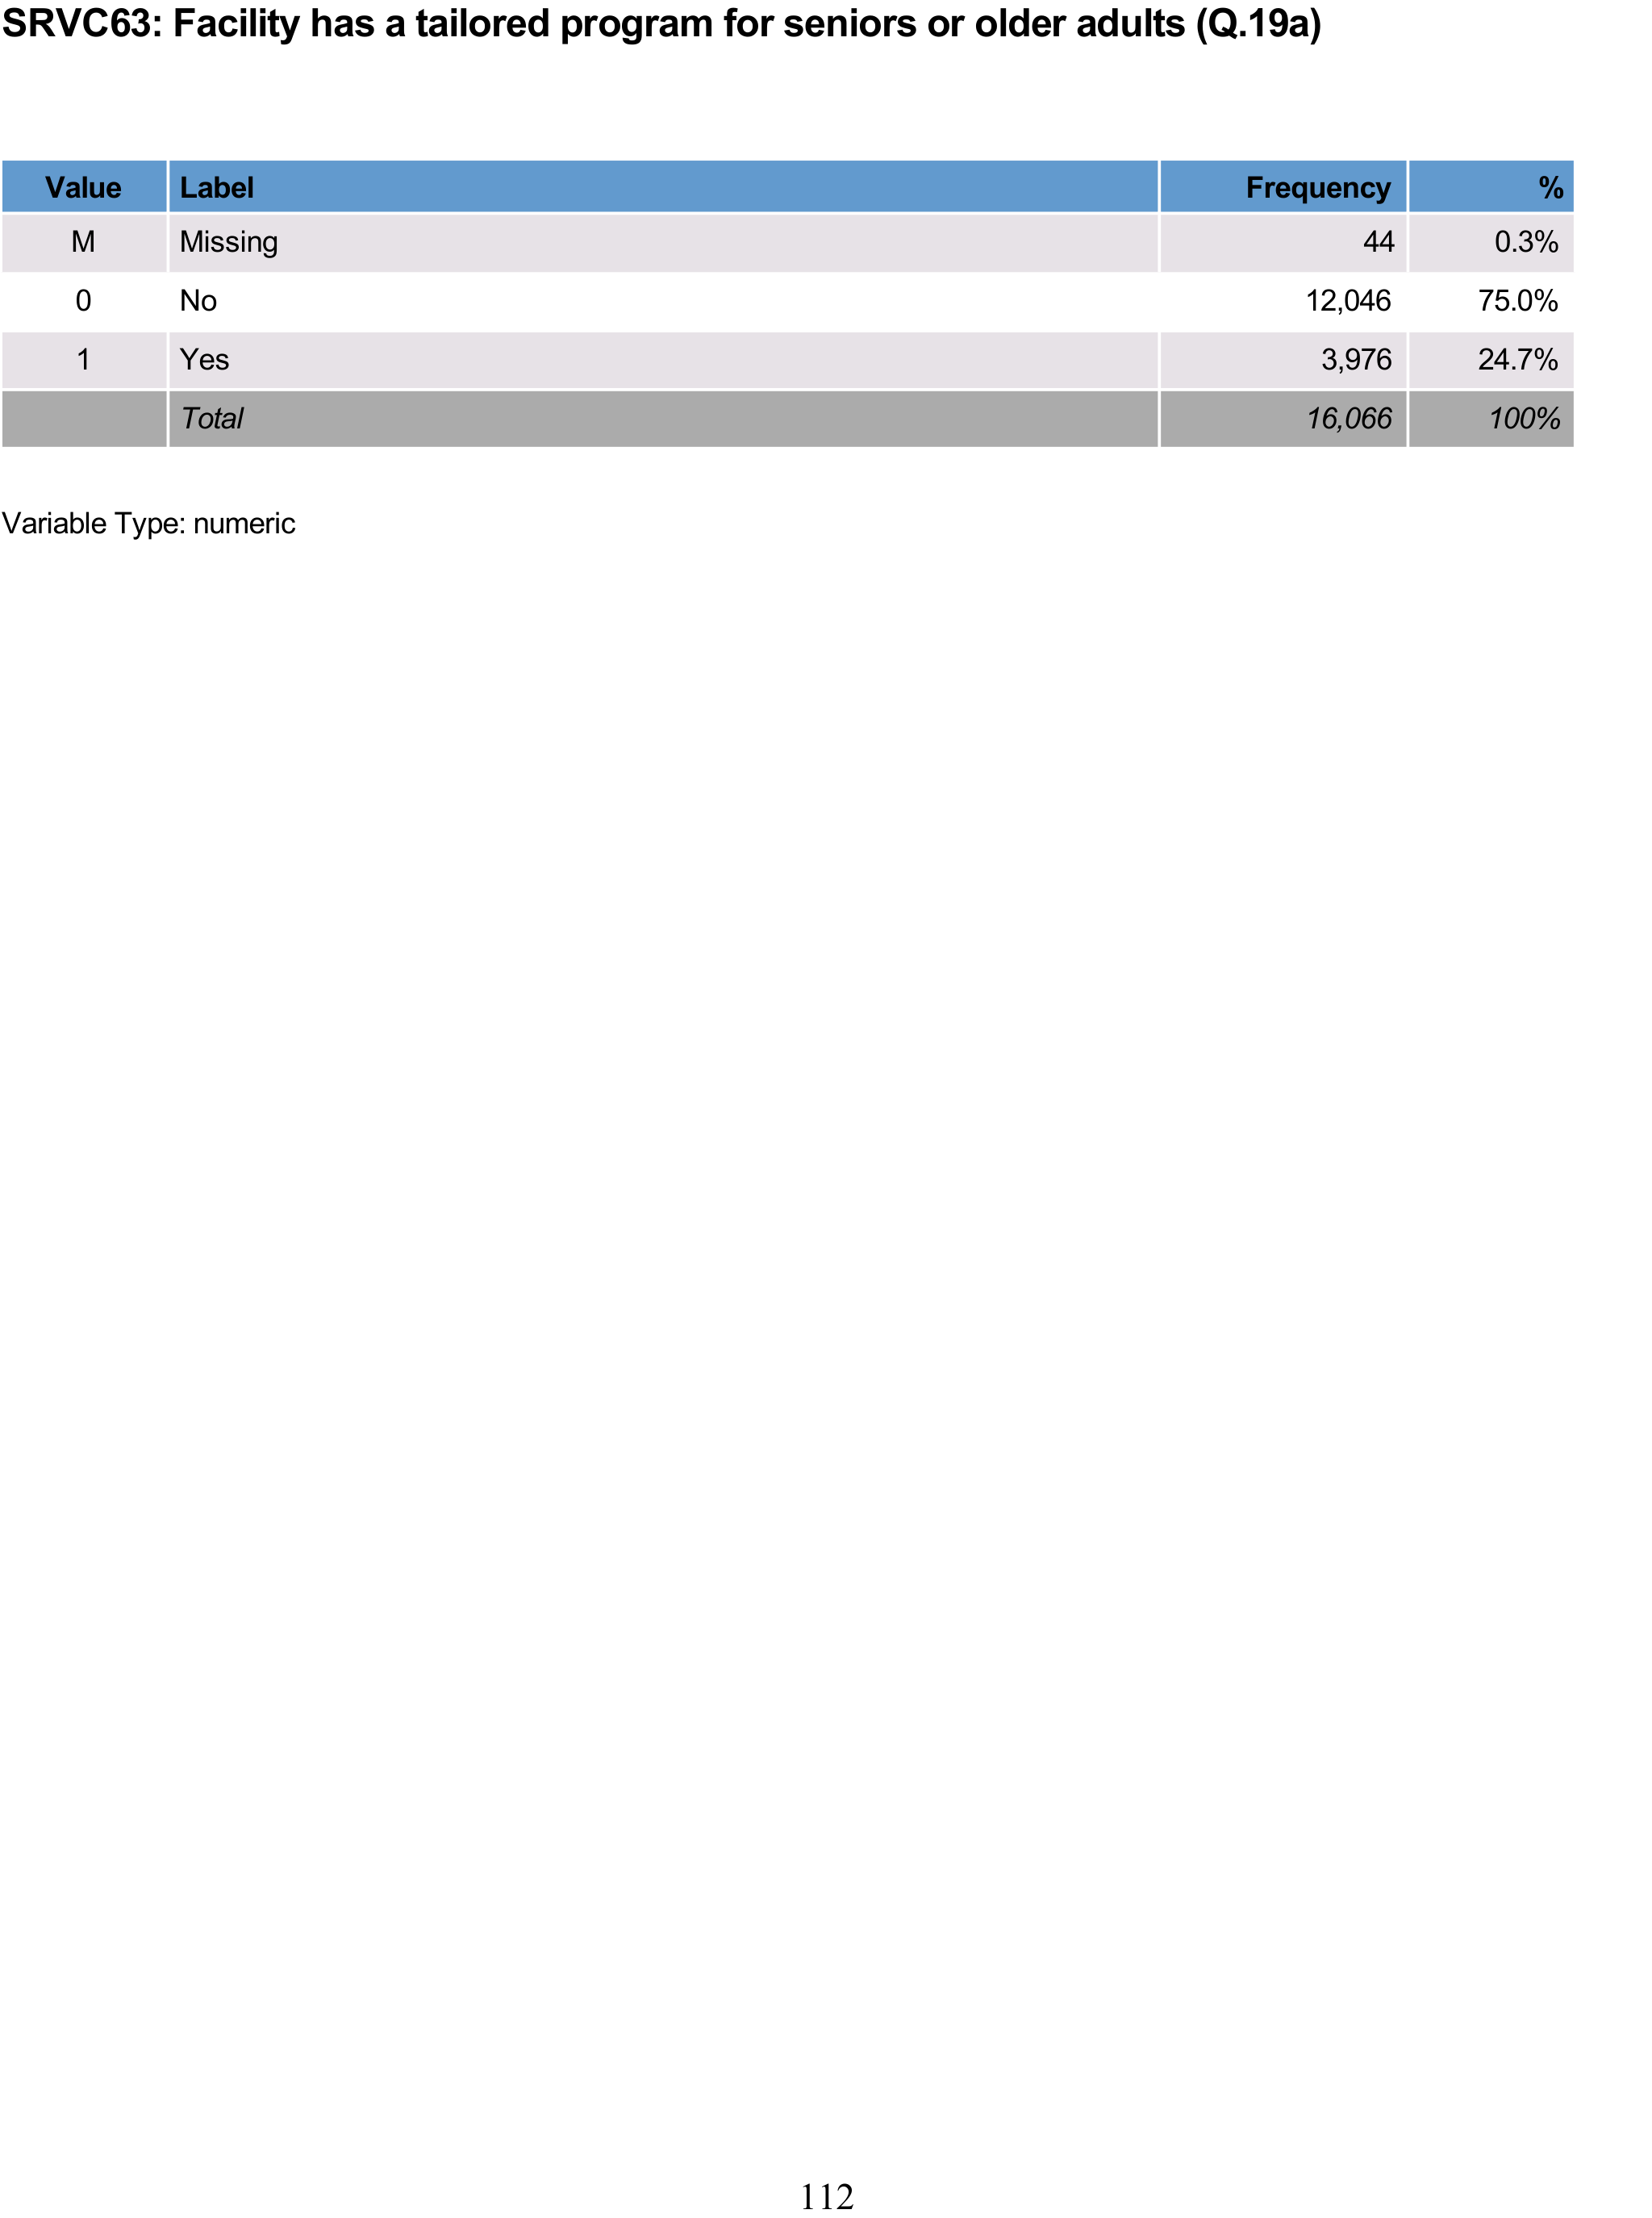 SRVC63: Facility has a tailored program for seniors or older adults (Q.19a)
Value Label Frequency %
M Missing 44 0.3%
0 No 12,046 75.0%
1 Yes 3,976 24.7%
Total 16,066 100%
Variable Type: numeric
112